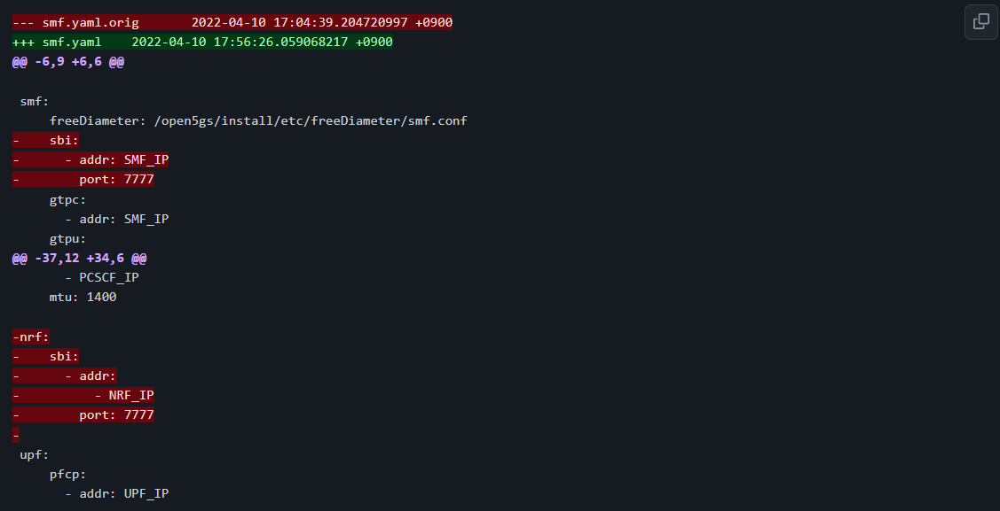 --- smf.yaml.orig       2022-04-10 17:04:39.204720997 +0900
+++ smf.yaml    2022-04-10 17:56:26.059068217 +0900
@@ -6,9 +6,6 @@

 smf:
     freeDiameter: /open5gs/install/etc/freeDiameter/smf.conf
-    sbi:
-      - addr: SMF_IP
-        port: 7777
     gtpc:
       - addr: SMF_IP
     gtpu:
@@ -37,12 +34,6 @@
       - PCSCF_IP
     mtu: 1400

-nrf:
-    sbi:
-      - addr:
-          - NRF_IP
-        port: 7777
-
 upf:
     pfcp:
       - addr: UPF_IP